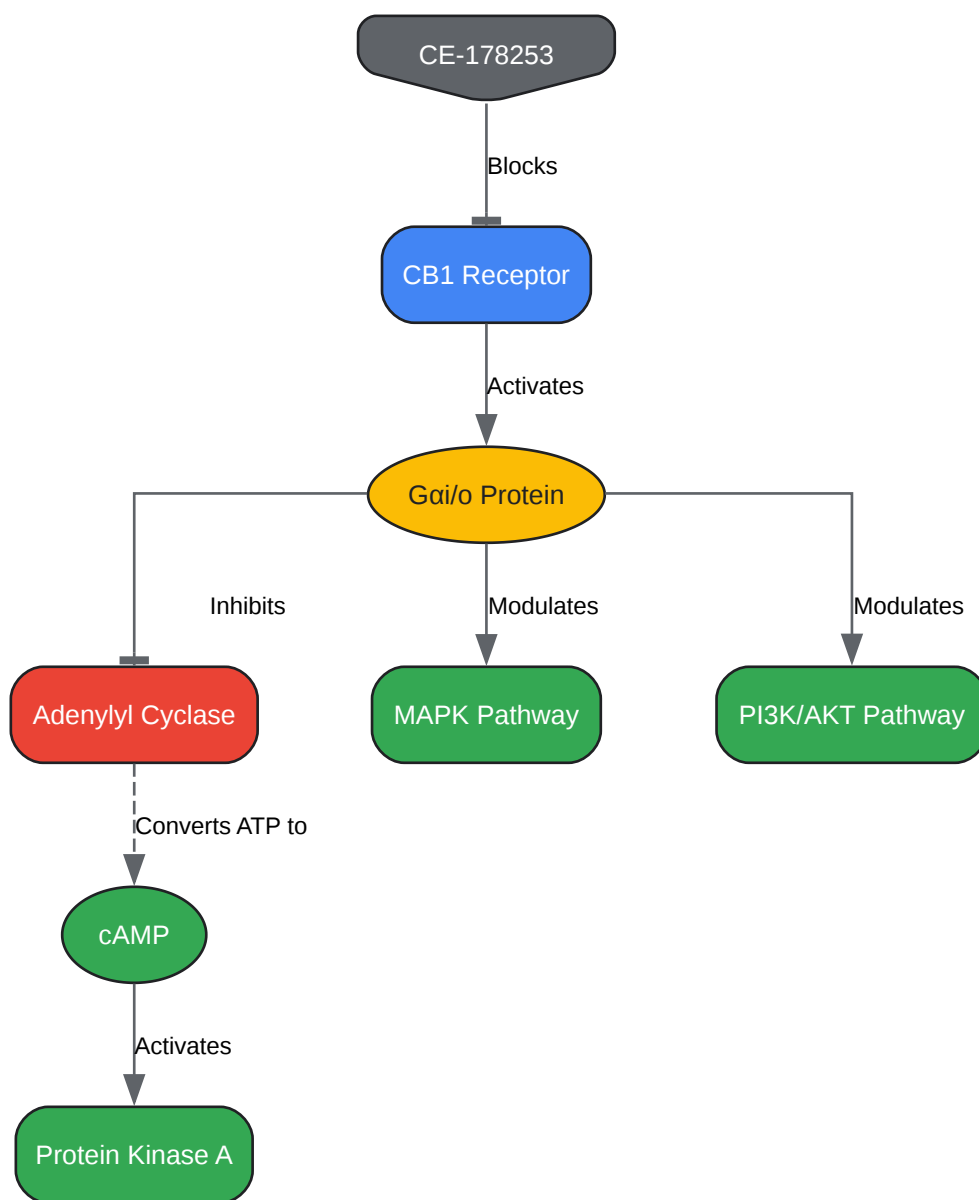 CE-178253
Blocks
CB1 Receptor
Activates
Gαi/o Protein
Inhibits
Modulates
Modulates
Adenylyl Cyclase
MAPK Pathway
PI3K/AKT Pathway
Converts ATP to
cAMP
Activates
Protein Kinase A